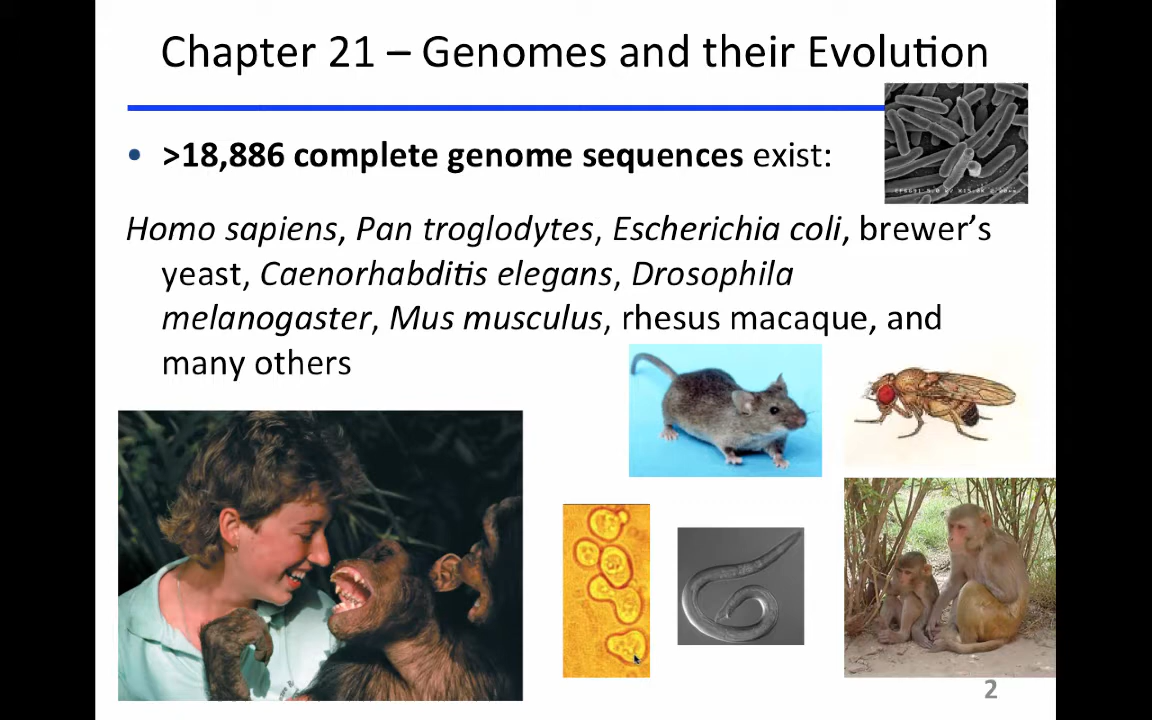 Chapter 21 – Genomes and their Evolution
• >18,886 complete genome sequences exist:
Homo sapiens, Pan troglodytes, Escherichia coli, brewer’s
yeast, Caenorhabditis elegans, Drosophila
melanogaster, Mus musculus, rhesus macaque, and
many others
2